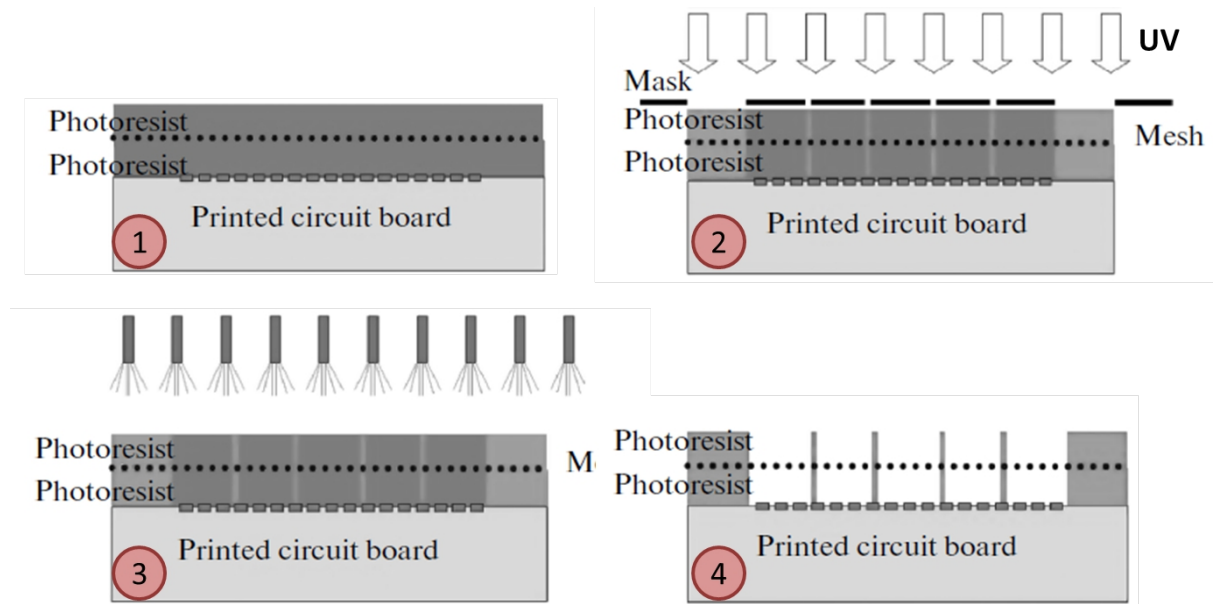 Photoresist
Photoresist
Printed circuit board
1
UV
Mask
Photoresist
Mesh
Photoresist
Printed circuit board
2
Photoresist
M
Photoresist
Printed circuit board
3
Photoresist
Photoresist
Printed circuit board
4